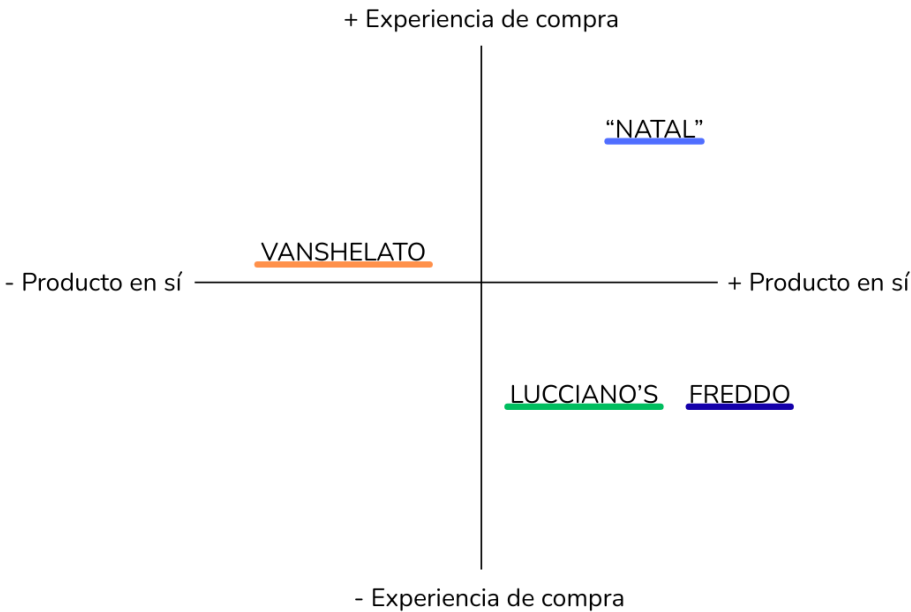 + Experiencia de compra
“NATAL”
VANSHELATO
- Producto en sí
+ Producto en sí
LUCCIANO’S
FREDDO
- Experiencia de compra